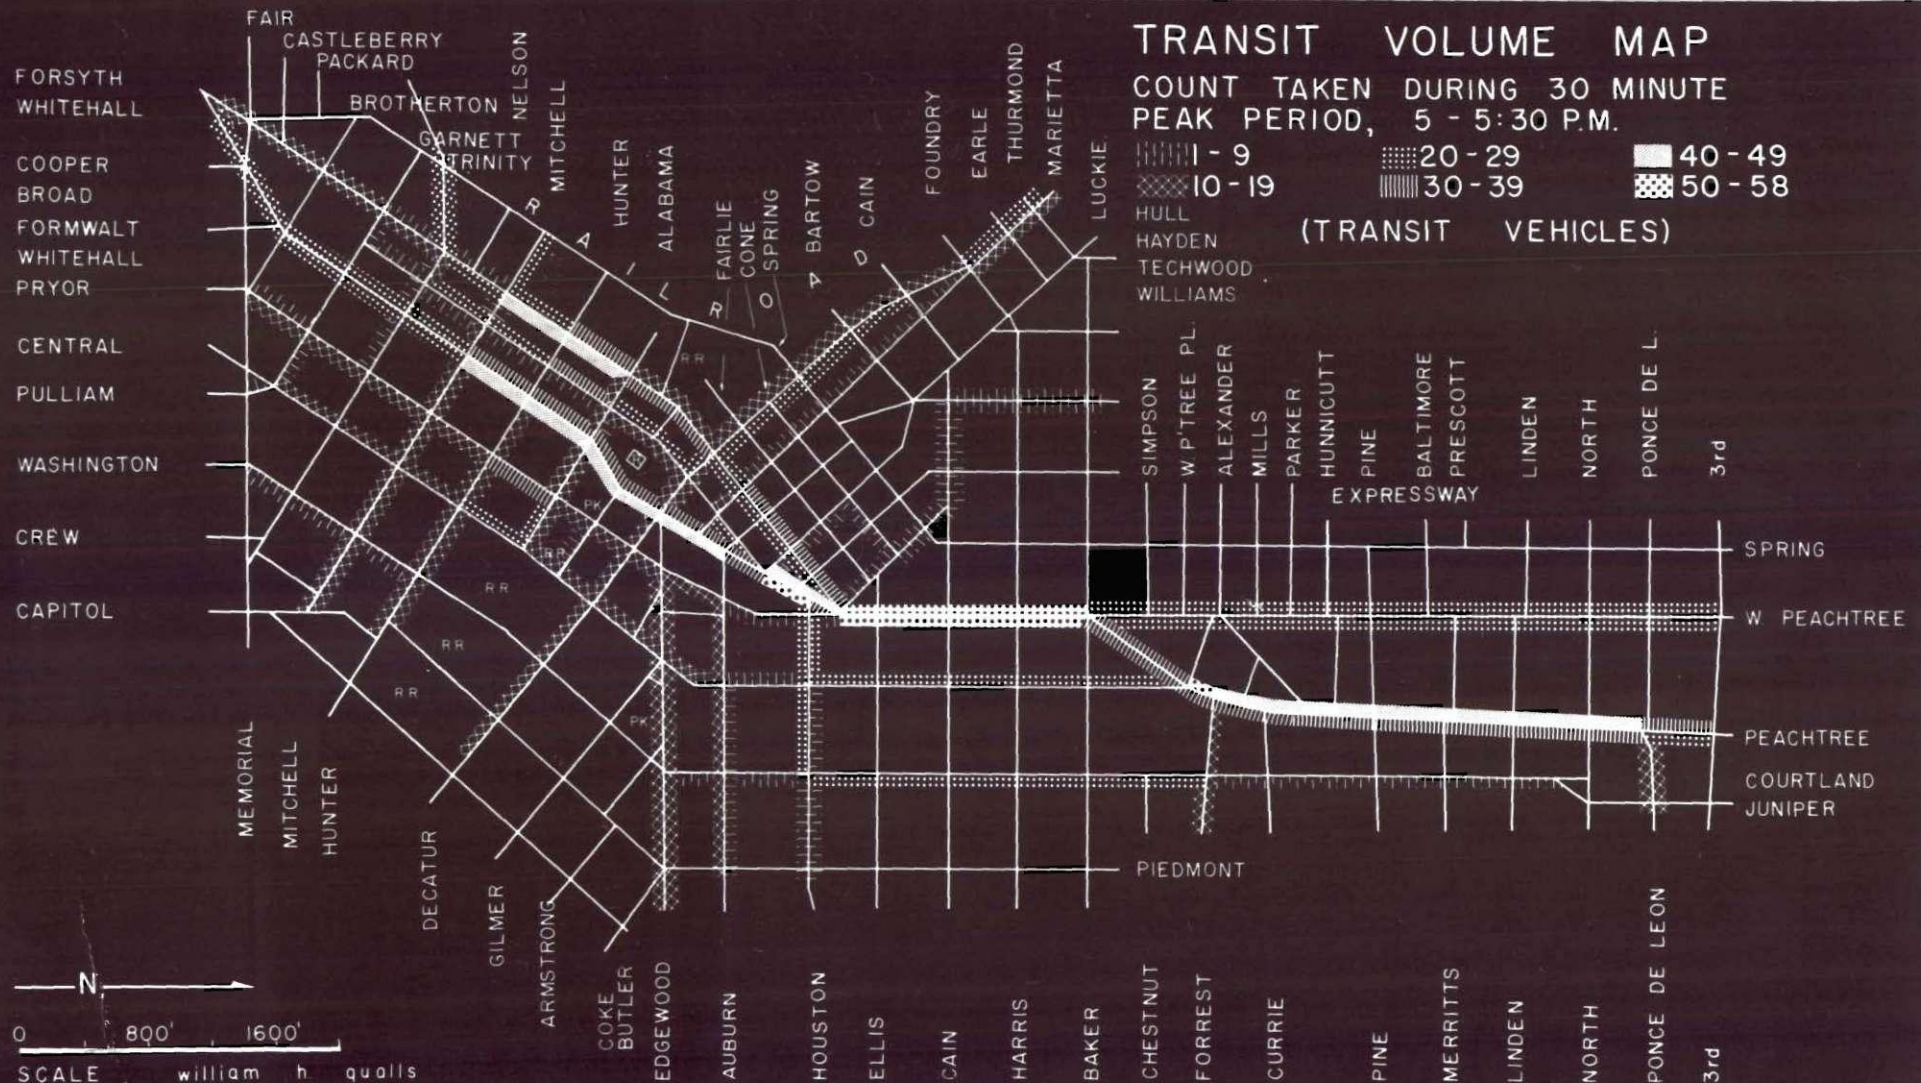 TRANSIT VOLUME MAP
COUNT TAKEN DURING 30 MINUTE
PEAK PERIOD, 5 - 5:30 P.M.
1 - 9
20 - 29
40 - 49
10 - 19
30 - 39
50 - 58
(TRANSIT VEHICLES)
FAIR
CASTLEBERRY
PACKARD
BROTHERTON
GARNETT
TRINITY
NELSON
MITCHELL
HUNTER
ALABAMA
FAIRLIE
CONE
SPRING
BARTOW
CAIN
FOUNDRY
EARLE
THURMOND
MARIETTA
LUCKIE
RAILROAD
HULL
HAYDEN
TECHWOOD
WILLIAMS
FORSYTH
WHITEHALL
COOPER
BROAD
FORMWALT
WHITEHALL
PRYOR
CENTRAL
PULLIAM
WASHINGTON
CREW
CAPITOL
RR
PK
RR
RR
RR
RR
PK
SIMPSON
W. P'TREE PL.
ALEXANDER
MILLS
PARKER
HUNNICUTT
PINE
BALTIMORE
PRESCOTT
LINDEN
NORTH
PONCE DE L.
3rd
EXPRESSWAY
SPRING
W PEACHTREE
PEACHTREE
COURTLAND
JUNIPER
PIEDMONT
MEMORIAL
MITCHELL
HUNTER
DECATUR
GILMER
ARMSTRONG
COKE
BUTLER
EDGEWOOD
AUBURN
HOUSTON
ELLIS
CAIN
HARRIS
BAKER
CHESTNUT
FORREST
CURRIE
PINE
MERRITTS
LINDEN
NORTH
PONCE DE LEON
3rd
N
0 800' 1600'
SCALE william h qualls